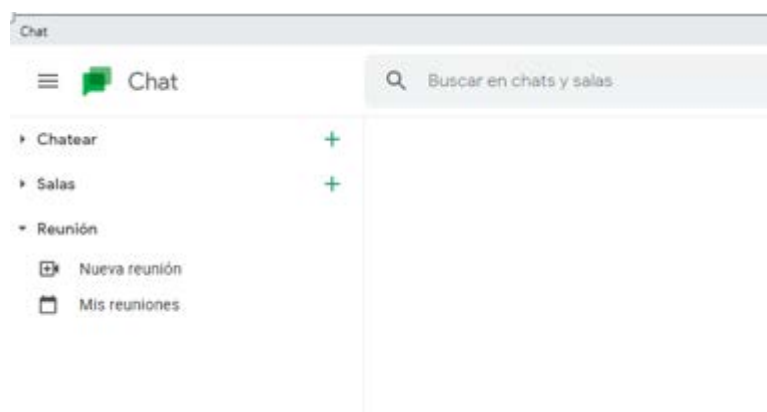 Chat
Chat
Buscar en chats y salas
Chatear
Salas
Reunión
Nueva reunión
Mis reuniones